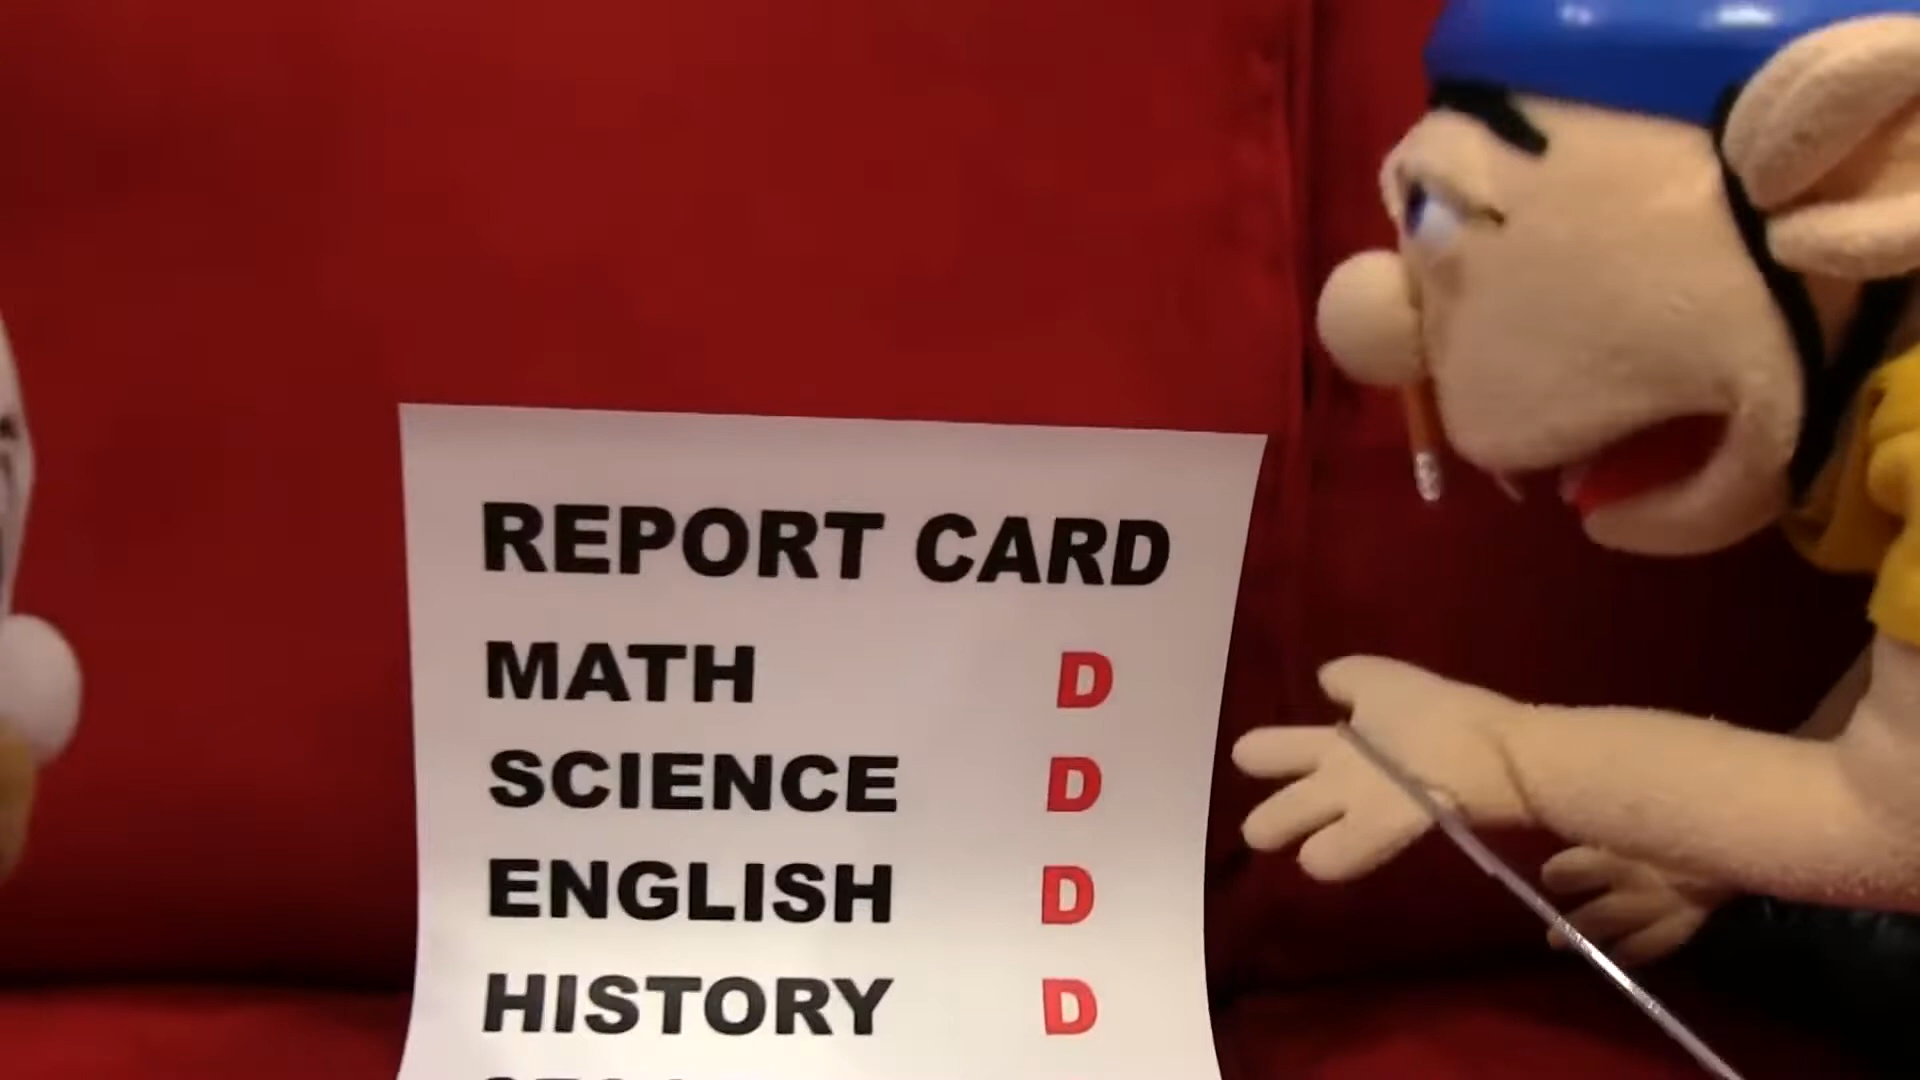 REPORT CARD
MATH D
SCIENCE D
ENGLISH D
HISTORY D